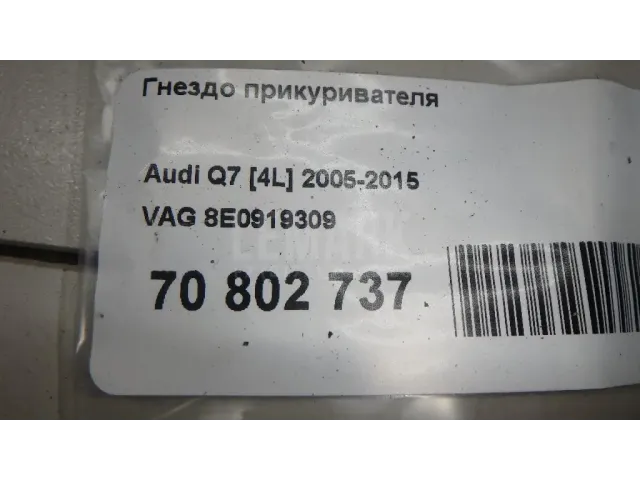 Гнездо прикуривателя
Audi Q7 [4L] 2005-2015
VAG 8E0919309
70 802 737